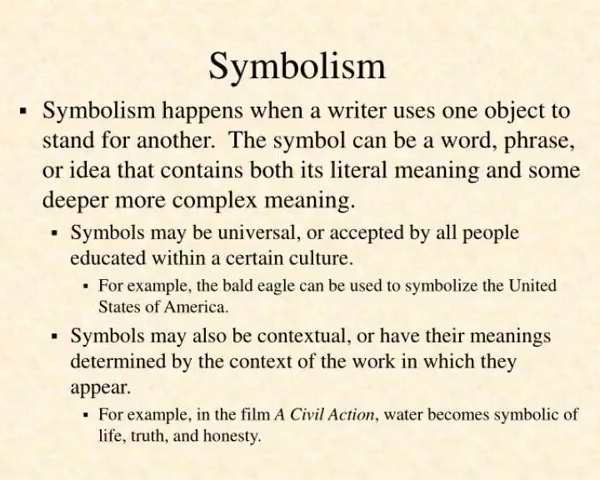 Symbolism
▪ Symbolism happens when a writer uses one object to
stand for another.  The symbol can be a word, phrase,
or idea that contains both its literal meaning and some
deeper more complex meaning.
▪ Symbols may be universal, or accepted by all people
educated within a certain culture.
▪ For example, the bald eagle can be used to symbolize the United
States of America.
▪ Symbols may also be contextual, or have their meanings
determined by the context of the work in which they
appear.
▪ For example, in the film A Civil Action, water becomes symbolic of
life, truth, and honesty.